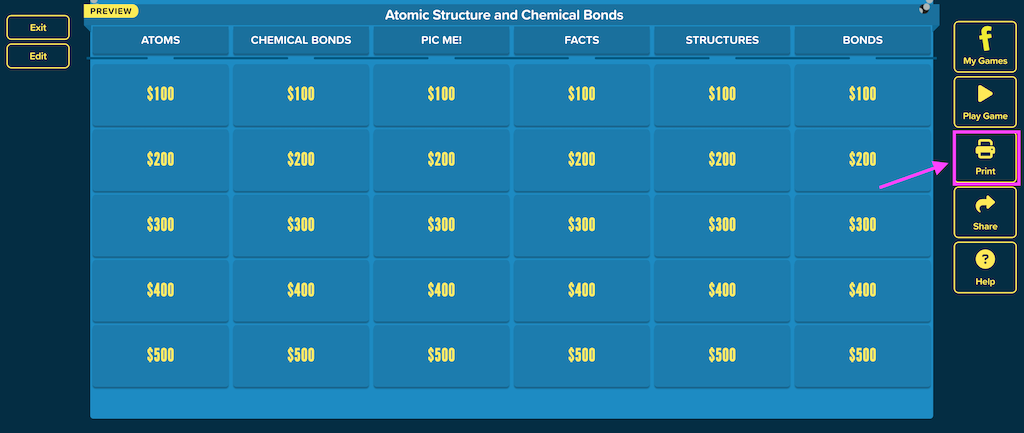 PREVIEW
Atomic Structure and Chemical Bonds
Exit
Edit
ATOMS CHEMICAL BONDS PIC ME! FACTS STRUCTURES BONDS
$100 $100 $100 $100 $100 $100
$200 $200 $200 $200 $200 $200
$300 $300 $300 $300 $300 $300
$400 $400 $400 $400 $400 $400
$500 $500 $500 $500 $500 $500
My Games
Play Game
Print
Share
?
Help